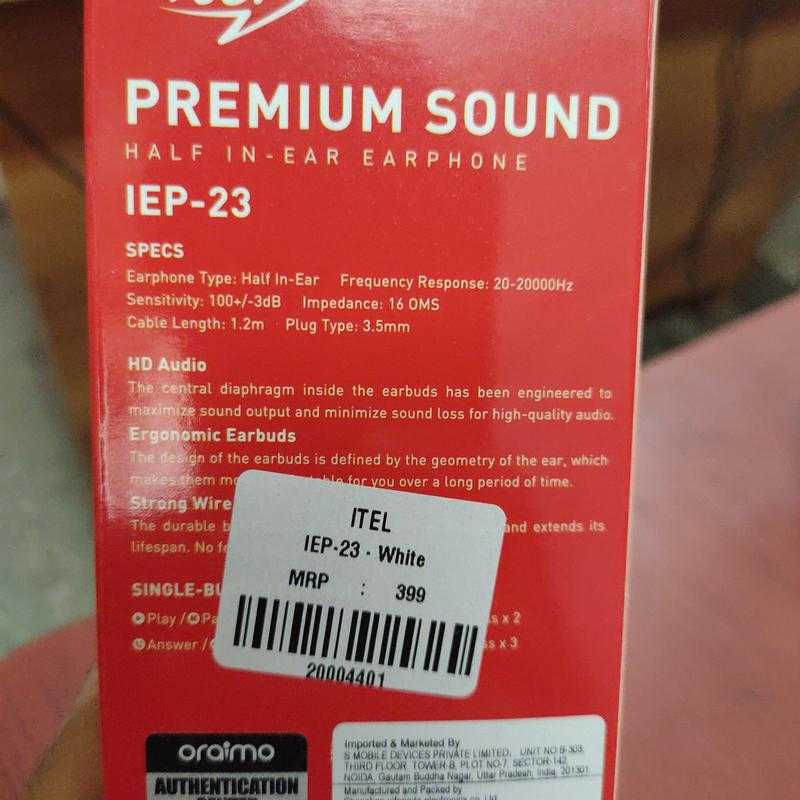 PREMIUM SOUND
HALF IN-EAR EARPHONE
IEP-23
SPECS
Earphone Type: Half In-Ear Frequency Response: 20-20000Hz
Sensitivity: 100+/-3dB Impedance: 16 OMS
Cable Length: 1.2m Plug Type: 3.5mm
HD Audio
The central diaphragm inside the earbuds has been engineered to
maximize sound output and minimize sound loss for high-quality audio.
Ergonomic Earbuds
The design of the earbuds is defined by the geometry of the ear, which
makes them for you over a long period of time.
Strong Wire
The durable and extends its
lifespan. No
ITEL
IEP-23 - White
MRP : 399
20004401
Play / x 2
Answer / x 3
oraimo
AUTHENTICATION
Imported & Marketed By
S MOBILE DEVICES PRIVATE LIMITED, UNIT NO B-303,
THIRD FLOOR, TOWER-B, PLOT NO-7, SECTOR-142,
NOIDA, Gautam Buddha Nagar, Uttar Pradesh, India, 201301
Manufactured and Packed by